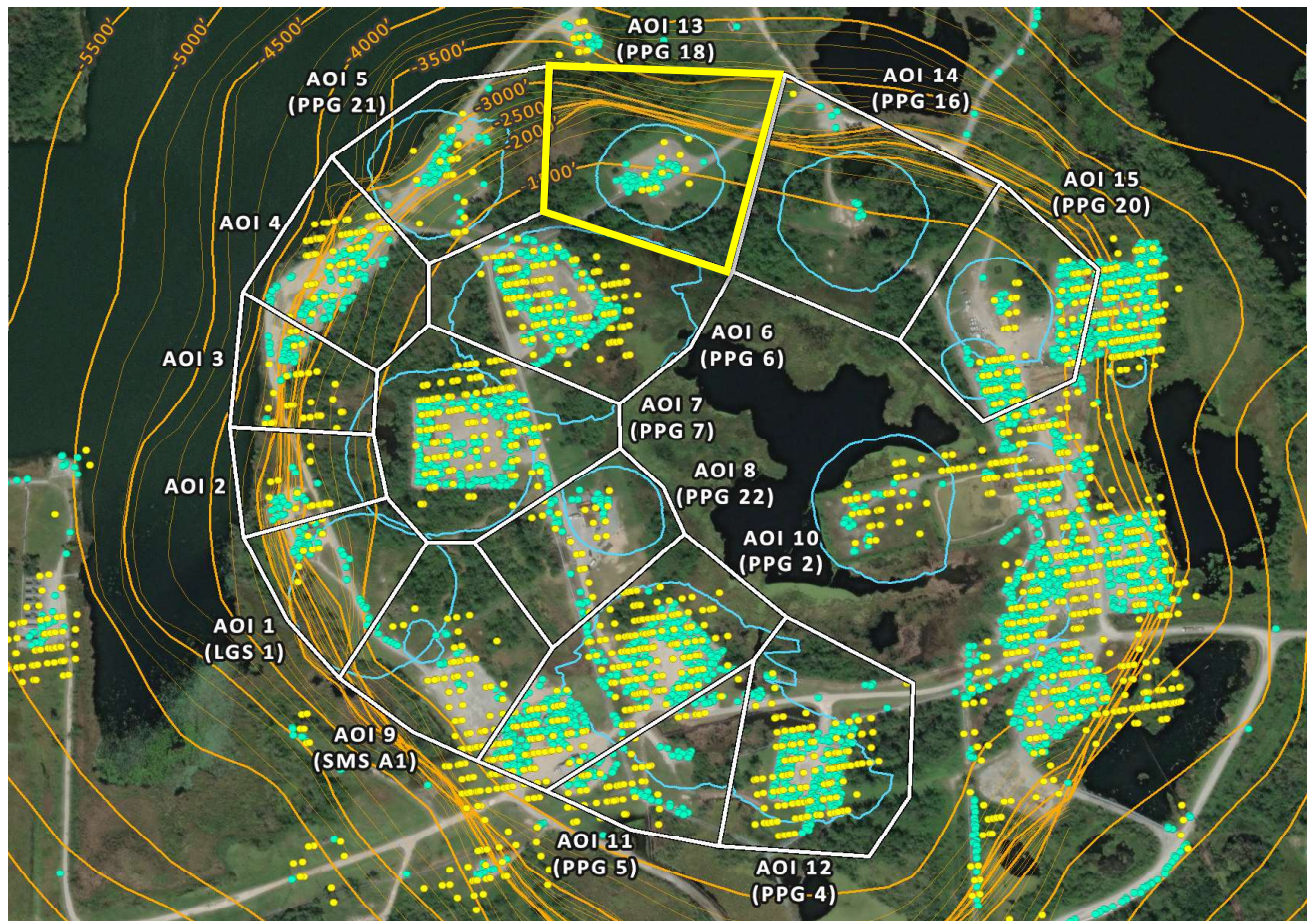 -5500'
-5000'
-4500'
-4000'
-3500'
-3000'
-2500'
-2000'
AOI 13
(PPG 18)
AOI 14
(PPG 16)
AOI 5
(PPG 21)
AOI 15
(PPG 20)
AOI 4
AOI 3
AOI 6
(PPG 6)
AOI 7
(PPG 7)
AOI 2
AOI 8
(PPG 22)
AOI 10
(PPG 2)
AOI 1
(LGS 1)
AOI 9
(SMS A1)
AOI 11
(PPG 5)
AOI 12
(PPG 4)